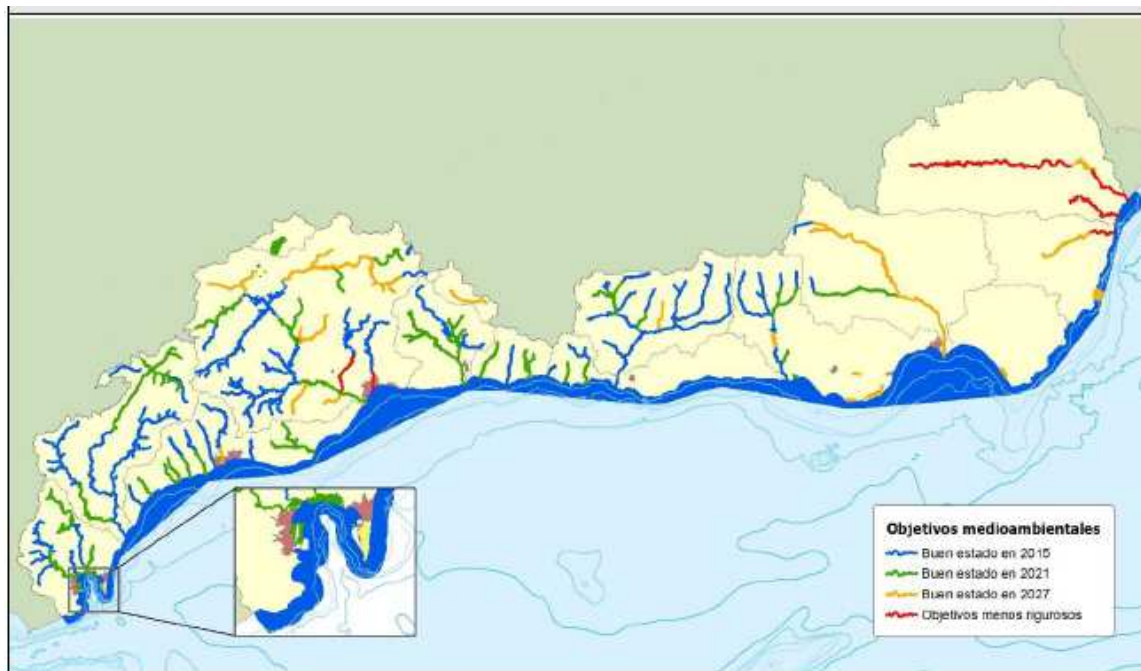 Objetivos medioambientales
Buen estado en 2015
Buen estado en 2021
Buen estado en 2027
Objetivos menos rigurosos